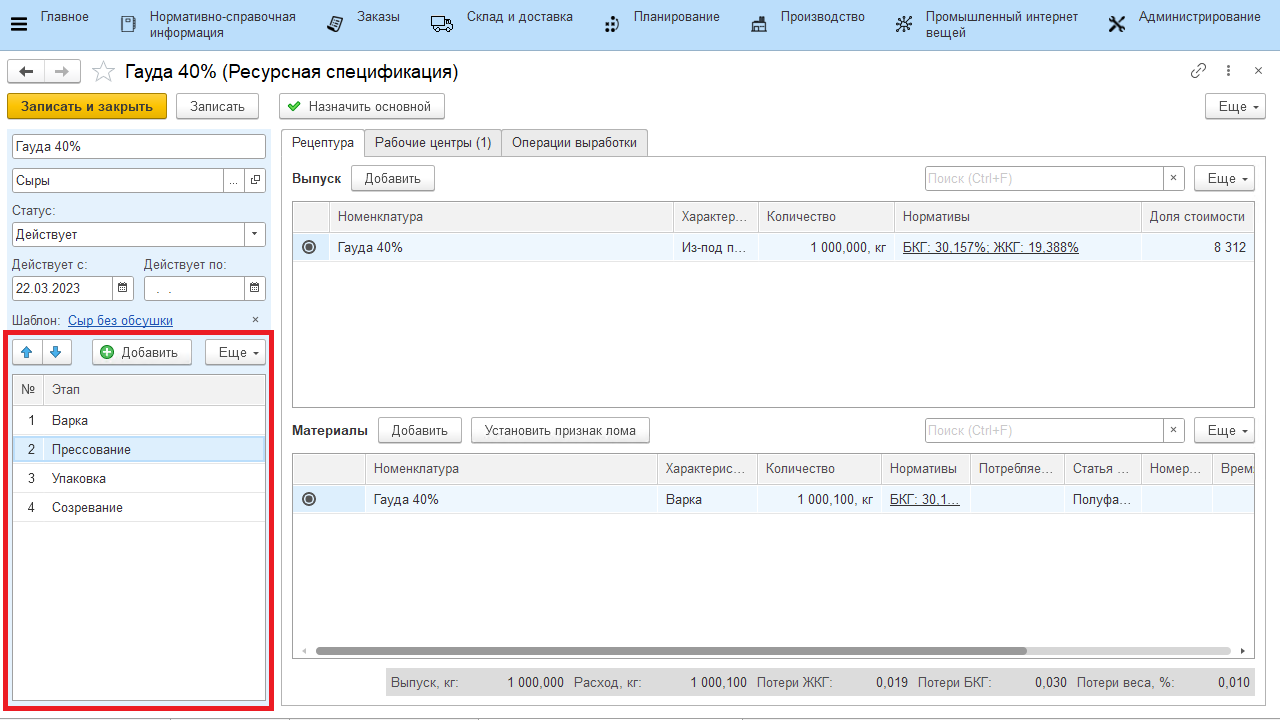 Главное
Нормативно-справочная информация
Заказы
Склад и доставка
Планирование
Производство
Промышленный интернет вещей
Администрирование
Гауда 40% (Ресурсная спецификация)
Записать и закрыть
Записать
Назначить основной
Еще
Гауда 40%
Сыры
...
Статус:
Действует
Действует с:
Действует по:
22.03.2023
. .
Шаблон: Сыр без обсушки
Добавить
Еще
№ Этап
1 Варка
2 Прессование
3 Упаковка
4 Созревание
Рецептура
Рабочие центры (1)
Операции выработки
Выпуск
Добавить
Поиск (Ctrl+F)
×
Еще
Номенклатура Характер... Количество Нормативы Доля стоимости
Гауда 40% Из-под п... 1 000,000, кг БКГ: 30,157%; ЖКГ: 19,388% 8 312
Материалы
Добавить
Установить признак лома
Поиск (Ctrl+F)
×
Еще
Номенклатура Характерис... Количество Нормативы Потребляе... Статья ... Номер... Врем
Гауда 40% Варка 1 000,100, кг БКГ: 30,1... Полуфа...
Выпуск, кг: 1 000,000 Расход, кг: 1 000,100 Потери ЖКГ: 0,019 Потери БКГ: 0,030 Потери веса, %: 0,010